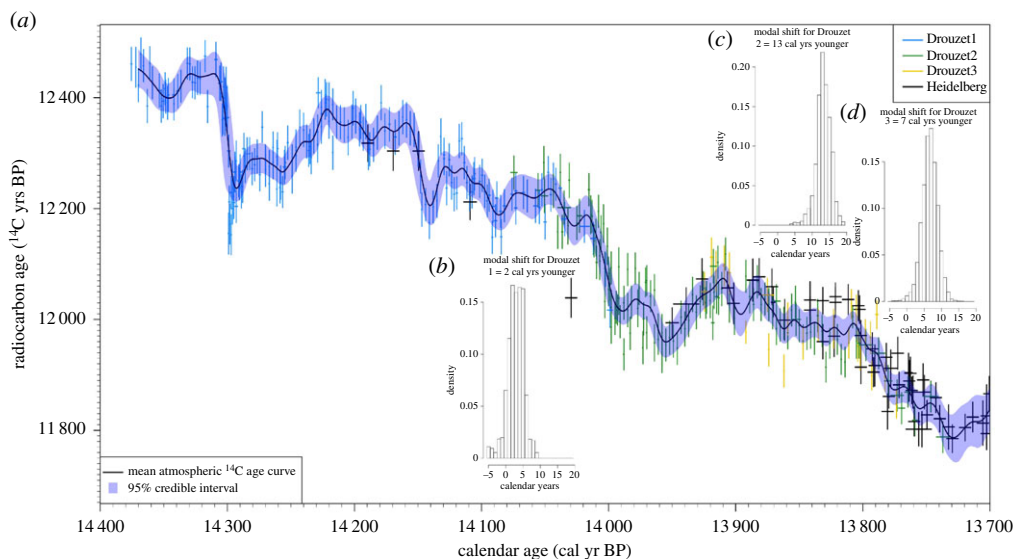 (a)
radiocarbon age (¹⁴C yrs BP)
12 400
12 200
12 000
11 800
14 400
14 300
14 200
14 100
14 000
13 900
13 800
13 700
calendar age (cal yr BP)
mean atmospheric ¹⁴C age curve
95% credible interval
(b)
modal shift for Drouzet
1 = 2 cal yrs younger
density
0.15
0.10
0.05
0
−5
0
5
10
15
20
calendar years
(c)
modal shift for Drouzet
2 = 13 cal yrs younger
density
0.20
0.15
0.10
0.05
0.00
−5
0
5
10
15
20
calendar years
(d)
modal shift for Drouzet
3 = 7 cal yrs younger
density
0.15
0.10
0.05
0
−5
0
5
10
15
20
calendar years
Drouzet1
Drouzet2
Drouzet3
Heidelberg